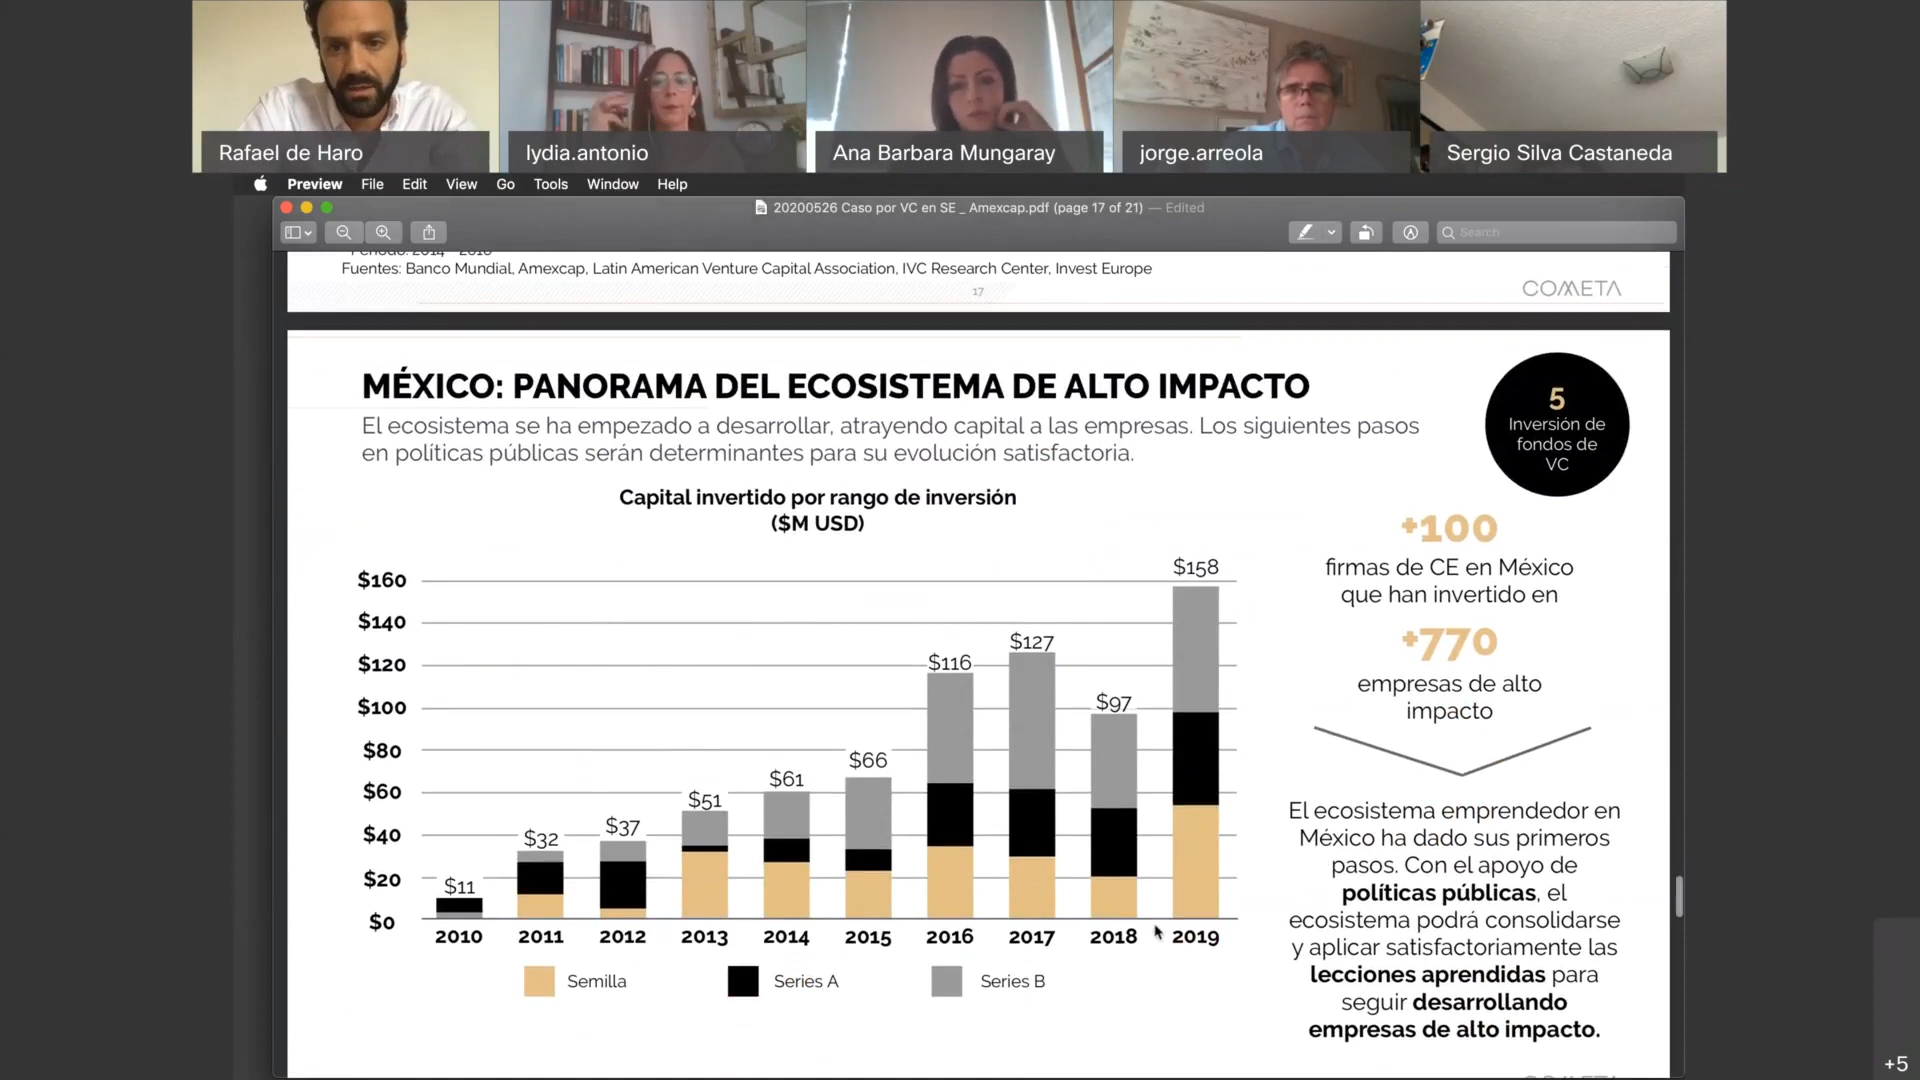 Rafael de Haro
lydia.antonio
Ana Barbara Mungaray
jorge.arreola
Sergio Silva Castaneda
Preview File Edit View Go Tools Window Help
20200526 Caso por VC en SE _ Amexcap.pdf (page 17 of 21) — Edited
Search
Periodo: 2014 - 2018
Fuentes: Banco Mundial, Amexcap, Latin American Venture Capital Association, IVC Research Center, Invest Europe
17
COMETA
MÉXICO: PANORAMA DEL ECOSISTEMA DE ALTO IMPACTO
El ecosistema se ha empezado a desarrollar, atrayendo capital a las empresas. Los siguientes pasos
en políticas públicas serán determinantes para su evolución satisfactoria.
5
Inversión de
fondos de
VC
Capital invertido por rango de inversión
($M USD)
$160
$140
$120
$100
$80
$60
$40
$20
$0
$11
$32
$37
$51
$61
$66
$116
$127
$97
$158
2010 2011 2012 2013 2014 2015 2016 2017 2018 2019
Semilla Series A Series B
+100
firmas de CE en México
que han invertido en
+770
empresas de alto
impacto
El ecosistema emprendedor en
México ha dado sus primeros
pasos. Con el apoyo de
políticas públicas, el
ecosistema podrá consolidarse
y aplicar satisfactoriamente las
lecciones aprendidas para
seguir desarrollando
empresas de alto impacto.
+5